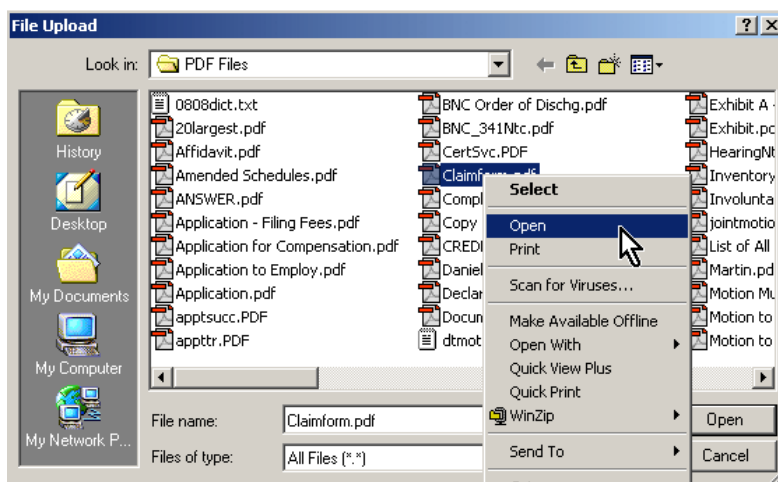 File Upload
Look in: PDF Files
History
Desktop
My Documents
My Computer
My Network P...
0808dict.txt
20largest.pdf
Affidavit.pdf
Amended Schedules.pdf
ANSWER.pdf
Application - Filing Fees.pdf
Application for Compensation.pdf
Application to Employ.pdf
Application.pdf
apptsucc.PDF
appttr.PDF
BNC Order of Dischg.pdf
BNC_341Ntc.pdf
CertSvc.PDF
Claimform.pdf
Compl
Copy
CREDI
Daniel
Declar
Docum
dtmot
Exhibit A -
Exhibit.pd
HearingNt
Inventory
Involunta
jointmotio
List of All
Martin.pd
Motion Mu
Motion to
Motion to
Select
Open
Print
Scan for Viruses...
Make Available Offline
Open With
Quick View Plus
Quick Print
WinZip
Send To
File name: Claimform.pdf
Open
Files of type: All Files (*.*)
Cancel